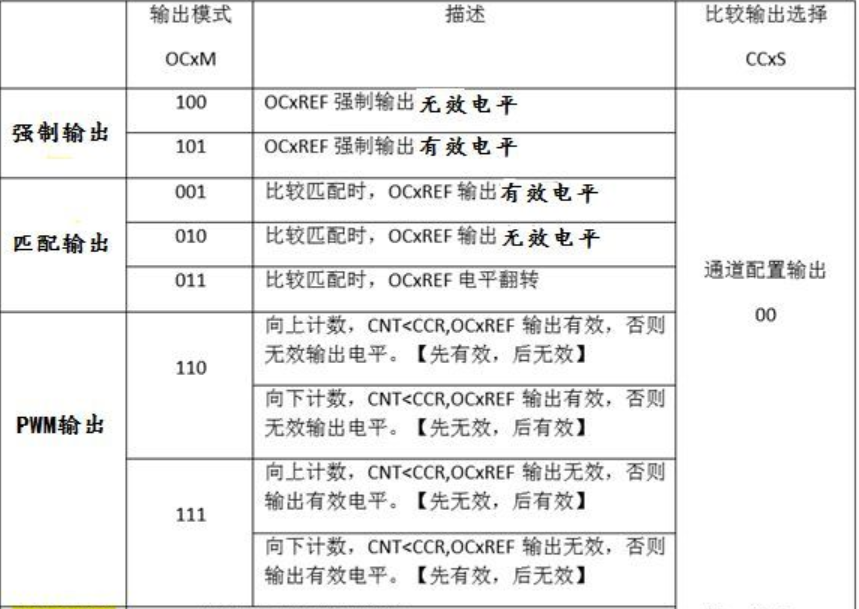 输出模式
OCxM
描述
比较输出选择
CCxS
强制输出
100
OCxREF 强制输出 无效电平
101
OCxREF 强制输出 有效电平
匹配输出
001
比较匹配时，OCxREF 输出 有效电平
010
比较匹配时，OCxREF 输出 无效电平
011
比较匹配时，OCxREF 电平翻转
通道配置输出
00
PWM输出
110
向上计数，CNT<CCR,OCxREF 输出有效，否则
无效输出电平。【先有效，后无效】
向下计数，CNT<CCR,OCxREF 输出有效，否则
无效输出电平。【先无效，后有效】
111
向上计数，CNT<CCR,OCxREF 输出无效，否则
输出有效电平。【先无效，后有效】
向下计数，CNT<CCR,OCxREF 输出无效，否则
输出有效电平。【先有效，后无效】